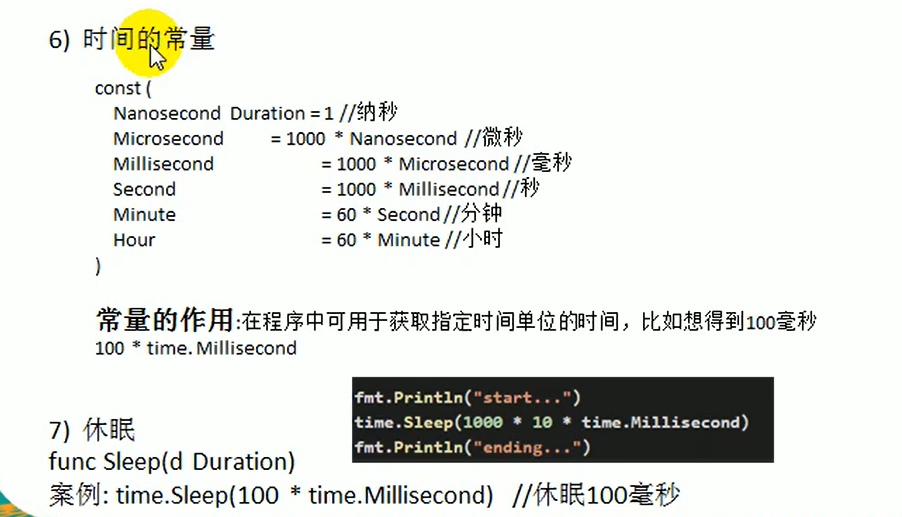 6) 时间的常量
const (
Nanosecond Duration = 1 //纳秒
Microsecond = 1000 * Nanosecond //微秒
Millisecond = 1000 * Microsecond //毫秒
Second = 1000 * Millisecond //秒
Minute = 60 * Second //分钟
Hour = 60 * Minute //小时
)
常量的作用:在程序中可用于获取指定时间单位的时间，比如想得到100毫秒
100 * time.Millisecond
fmt.Println("start...")
time.Sleep(1000 * 10 * time.Millisecond)
fmt.Println("ending...")
7) 休眠
func Sleep(d Duration)
案例: time.Sleep(100 * time.Millisecond) //休眠100毫秒